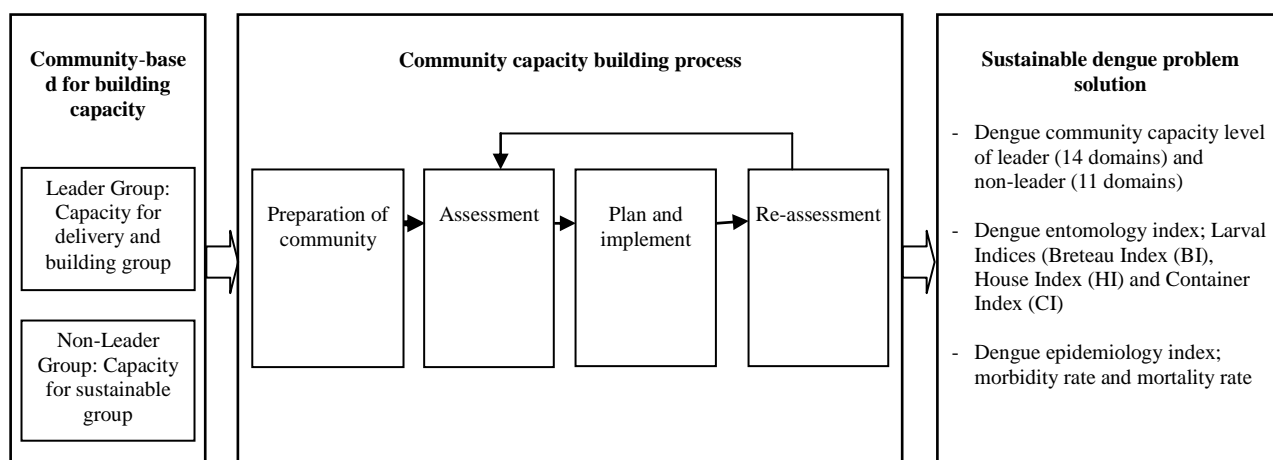 Community-base
d for building
capacity
Leader Group:
Capacity for
delivery and
building group
Non-Leader
Group: Capacity
for sustainable
group
Community capacity building process
Preparation of
community
Assessment
Plan and
implement
Re-assessment
Sustainable dengue problem
solution
- Dengue community capacity level
of leader (14 domains) and
non-leader (11 domains)
- Dengue entomology index; Larval
Indices (Breteau Index (BI),
House Index (HI) and Container
Index (CI)
- Dengue epidemiology index;
morbidity rate and mortality rate